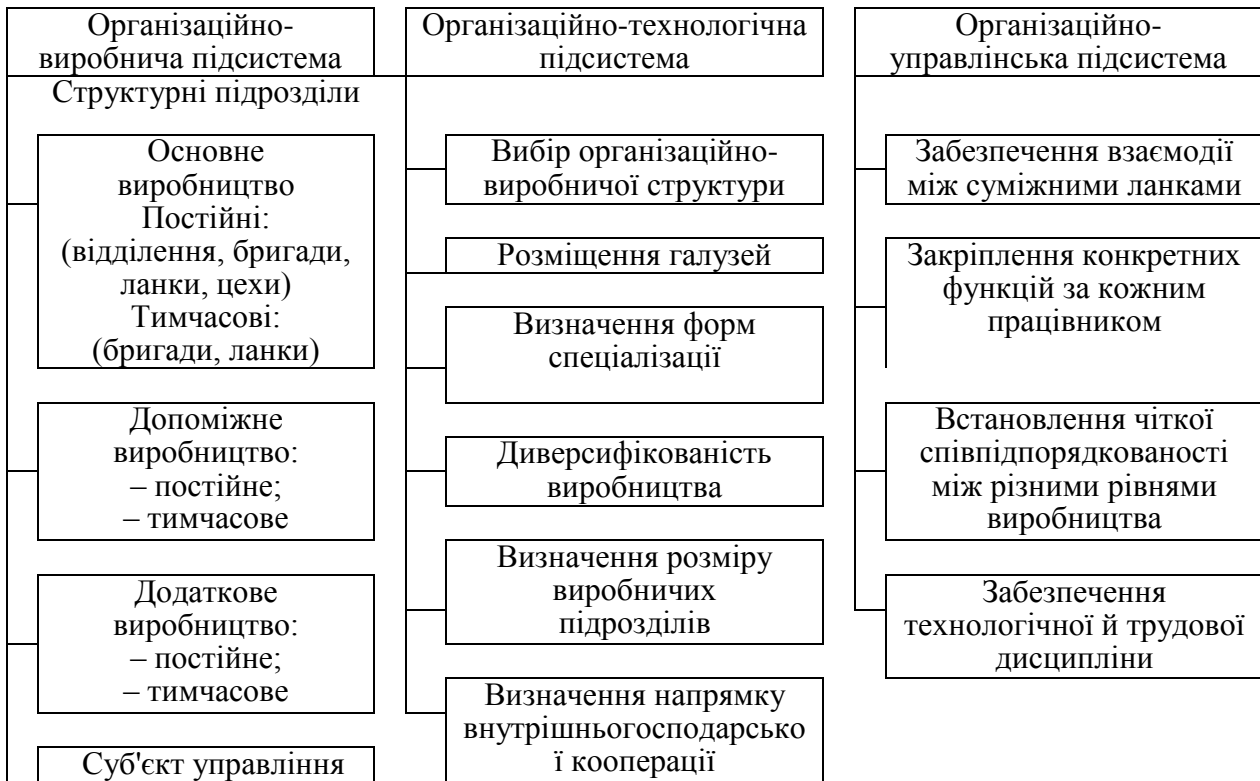 Організаційно-
виробнича підсистема
Структурні підрозділи
Основне
виробництво
Постійні:
(відділення, бригади,
ланки, цехи)
Тимчасові:
(бригади, ланки)
Допоміжне
виробництво:
– постійне;
– тимчасове
Додаткове
виробництво:
– постійне;
– тимчасове
Суб'єкт управління
Організаційно-технологічна
підсистема
Вибір організаційно-
виробничої структури
Розміщення галузей
Визначення форм
спеціалізації
Диверсифікованість
виробництва
Визначення розміру
виробничих
підрозділів
Визначення напрямку
внутрішньогосподарсько
ї кооперації
Організаційно-
управлінська підсистема
Забезпечення взаємодії
між суміжними ланками
Закріплення конкретних
функцій за кожним
працівником
Встановлення чіткої
співпідпорядкованості
між різними рівнями
виробництва
Забезпечення
технологічної й трудової
дисципліни